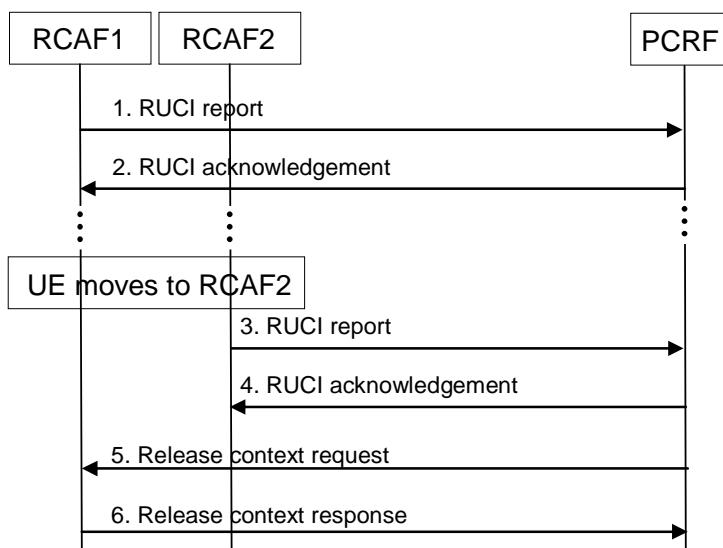 RCAF1
RCAF2
PCRF
1. RUCI report
2. RUCI acknowledgement
UE moves to RCAF2
3. RUCI report
4. RUCI acknowledgement
5. Release context request
6. Release context response